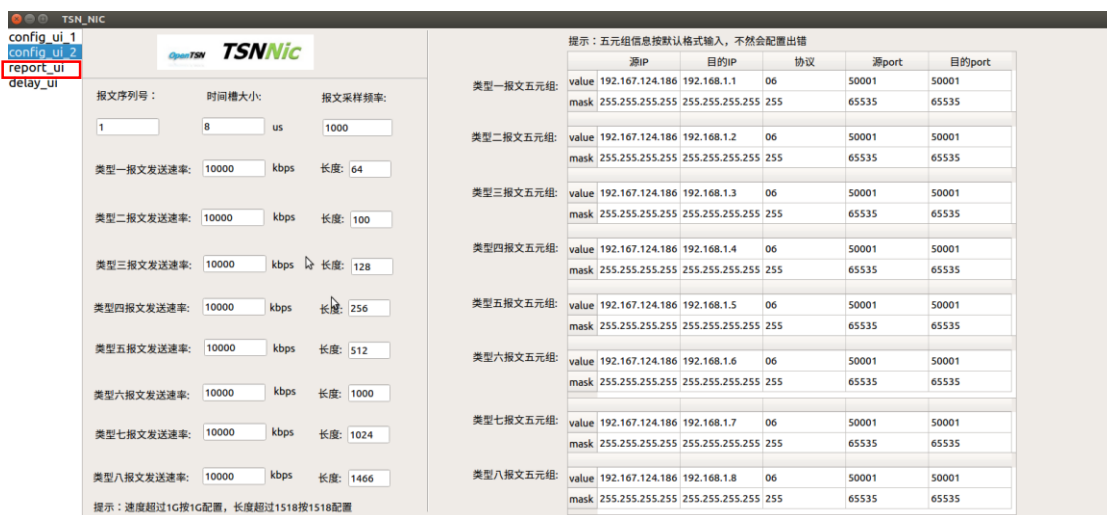 TSN_NIC
config_ui_1
config_ui_2
report_ui
delay_ui
OpenTSN TSNNic
报文序列号： 时间槽大小: 报文采样频率:
1 8 us 1000
类型一报文发送速率: 10000 kbps 长度: 64
类型二报文发送速率: 10000 kbps 长度: 100
类型三报文发送速率: 10000 kbps 长度: 128
类型四报文发送速率: 10000 kbps 长度: 256
类型五报文发送速率: 10000 kbps 长度: 512
类型六报文发送速率: 10000 kbps 长度: 1000
类型七报文发送速率: 10000 kbps 长度: 1024
类型八报文发送速率: 10000 kbps 长度: 1466
提示：速度超过1G按1G配置，长度超过1518按1518配置
提示：五元组信息按默认格式输入，不然会配置出错
源IP 目的IP 协议 源port 目的port
类型一报文五元组: value 192.167.124.186 192.168.1.1 06 50001 50001
mask 255.255.255.255 255.255.255.255 255 65535 65535
类型二报文五元组: value 192.167.124.186 192.168.1.2 06 50001 50001
mask 255.255.255.255 255.255.255.255 255 65535 65535
类型三报文五元组: value 192.167.124.186 192.168.1.3 06 50001 50001
mask 255.255.255.255 255.255.255.255 255 65535 65535
类型四报文五元组: value 192.167.124.186 192.168.1.4 06 50001 50001
mask 255.255.255.255 255.255.255.255 255 65535 65535
类型五报文五元组: value 192.167.124.186 192.168.1.5 06 50001 50001
mask 255.255.255.255 255.255.255.255 255 65535 65535
类型六报文五元组: value 192.167.124.186 192.168.1.6 06 50001 50001
mask 255.255.255.255 255.255.255.255 255 65535 65535
类型七报文五元组: value 192.167.124.186 192.168.1.7 06 50001 50001
mask 255.255.255.255 255.255.255.255 255 65535 65535
类型八报文五元组: value 192.167.124.186 192.168.1.8 06 50001 50001
mask 255.255.255.255 255.255.255.255 255 65535 65535